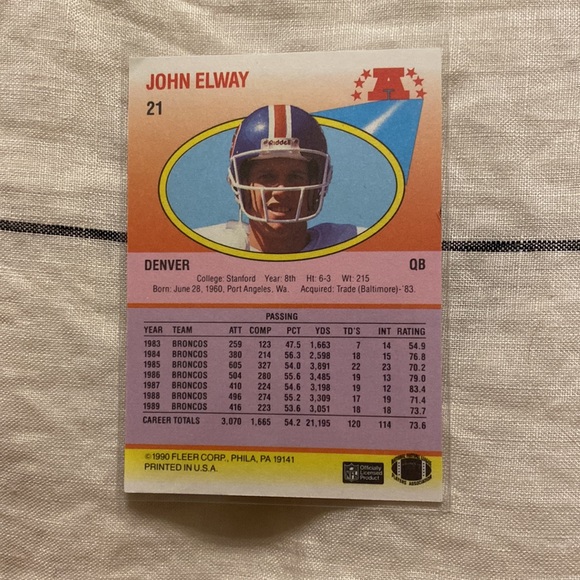 JOHN ELWAY
21
A
Riddell
DENVER QB
College: Stanford Year: 8th Ht: 6-3 Wt: 215
Born: June 28, 1960, Port Angeles, Wa. Acquired: Trade (Baltimore)-'83.
PASSING
YEAR TEAM ATT COMP PCT YDS TD'S INT RATING
1983 BRONCOS 259 123 47.5 1,663 7 14 54.9
1984 BRONCOS 380 214 56.3 2,598 18 15 76.8
1985 BRONCOS 605 327 54.0 3,891 22 23 70.2
1986 BRONCOS 504 280 55.6 3,485 19 13 79.0
1987 BRONCOS 410 224 54.6 3,198 19 12 83.4
1988 BRONCOS 496 274 55.2 3,309 17 19 71.4
1989 BRONCOS 416 223 53.6 3,051 18 18 73.7
CAREER TOTALS 3,070 1,665 54.2 21,195 120 114 73.6
©1990 FLEER CORP., PHILA, PA 19141
PRINTED IN U.S.A.
NFL
Officially
Licensed
Product